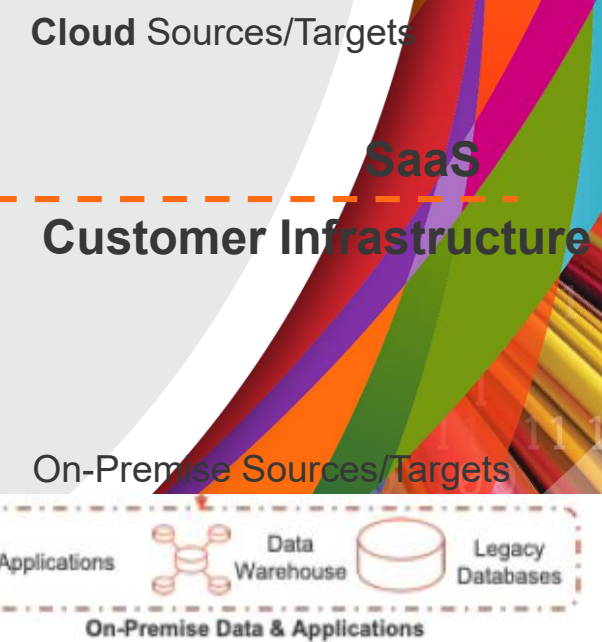 Cloud Sources/Targets
SaaS
Customer Infrastructure
On-Premise Sources/Targets
Applications
Data
Warehouse
Legacy
Databases
On-Premise Data & Applications